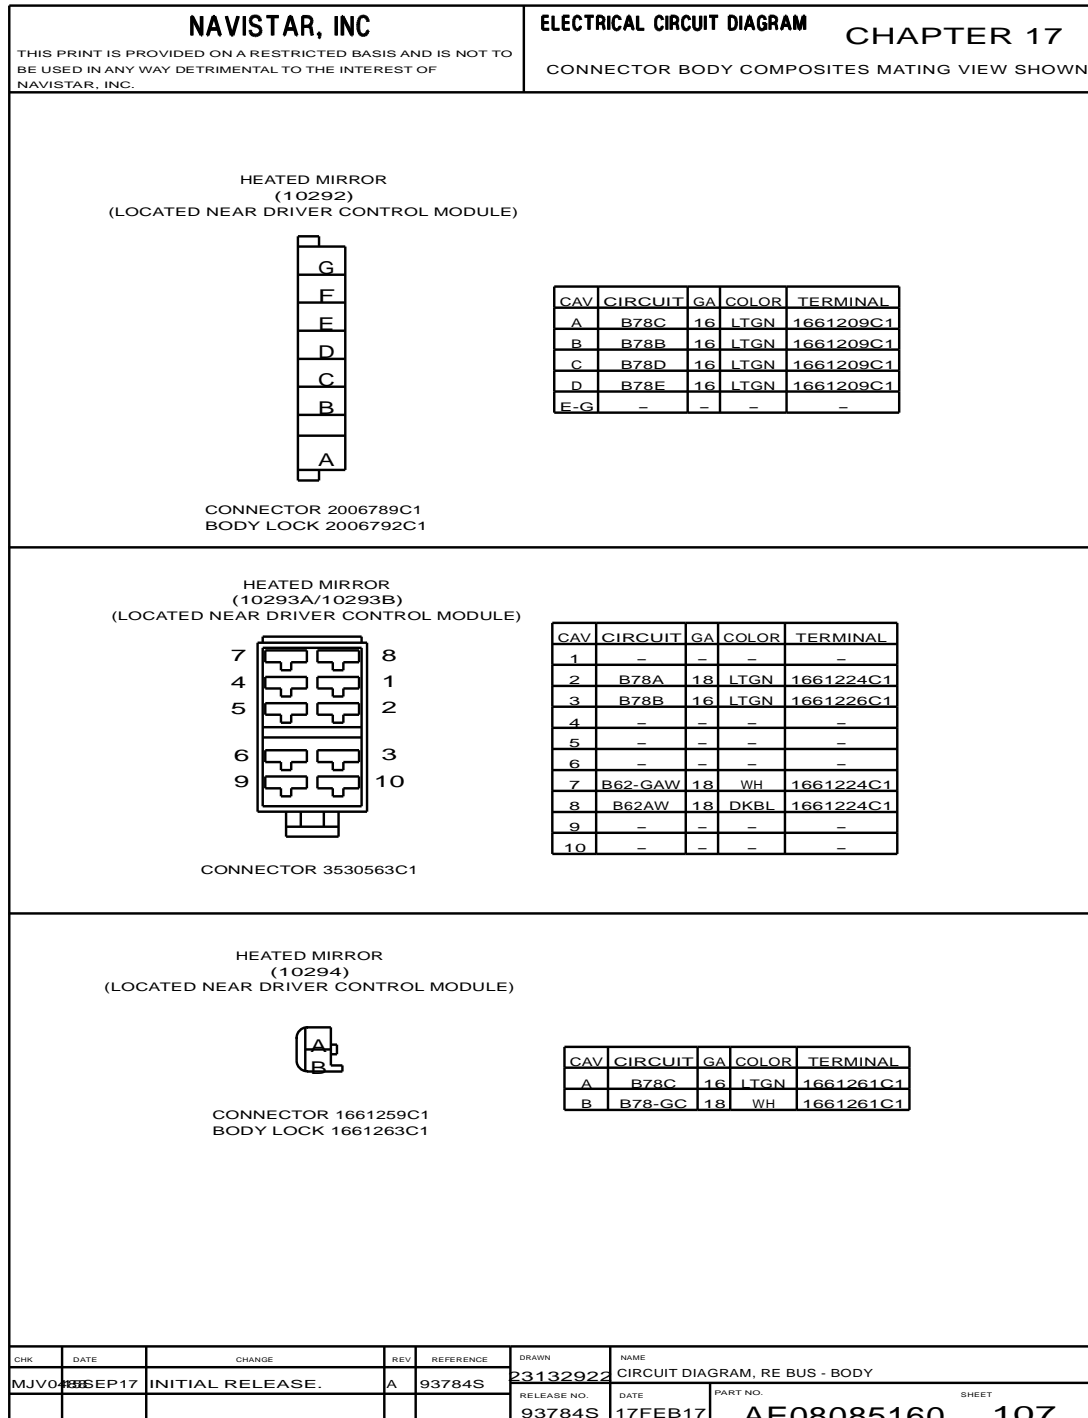 NAVISTAR, INC
THIS PRINT IS PROVIDED ON A RESTRICTED BASIS AND IS NOT TO
BE USED IN ANY WAY DETRIMENTAL TO THE INTEREST OF
NAVISTAR, INC.
ELECTRICAL CIRCUIT DIAGRAM
CHAPTER 17
CONNECTOR BODY COMPOSITES MATING VIEW SHOWN
HEATED MIRROR
(10292)
(LOCATED NEAR DRIVER CONTROL MODULE)
G
F
E
D
C
B
A
CONNECTOR 2006789C1
BODY LOCK 2006792C1
CAV CIRCUIT GA COLOR TERMINAL
A B78C 16 LTGN 1661209C1
B B78B 16 LTGN 1661209C1
C B78D 16 LTGN 1661209C1
D B78E 16 LTGN 1661209C1
E-G – – – –
HEATED MIRROR
(10293A/10293B)
(LOCATED NEAR DRIVER CONTROL MODULE)
7 8
4 1
5 2
6 3
9 10
CONNECTOR 3530563C1
CAV CIRCUIT GA COLOR TERMINAL
1 – – – –
2 B78A 18 LTGN 1661224C1
3 B78B 16 LTGN 1661226C1
4 – – – –
5 – – – –
6 – – – –
7 B62-GAW 18 WH 1661224C1
8 B62AW 18 DKBL 1661224C1
9 – – – –
10 – – – –
HEATED MIRROR
(10294)
(LOCATED NEAR DRIVER CONTROL MODULE)
A
B
CONNECTOR 1661259C1
BODY LOCK 1661263C1
CAV CIRCUIT GA COLOR TERMINAL
A B78C 16 LTGN 1661261C1
B B78-GC 18 WH 1661261C1
CHK DATE CHANGE REV REFERENCE
INITIAL RELEASE. A 93784S
DRAWN
23132922
NAME
CIRCUIT DIAGRAM, RE BUS - BODY
RELEASE NO.
93784S
DATE
17FEB17
PART NO.
AE08085160
SHEET
107